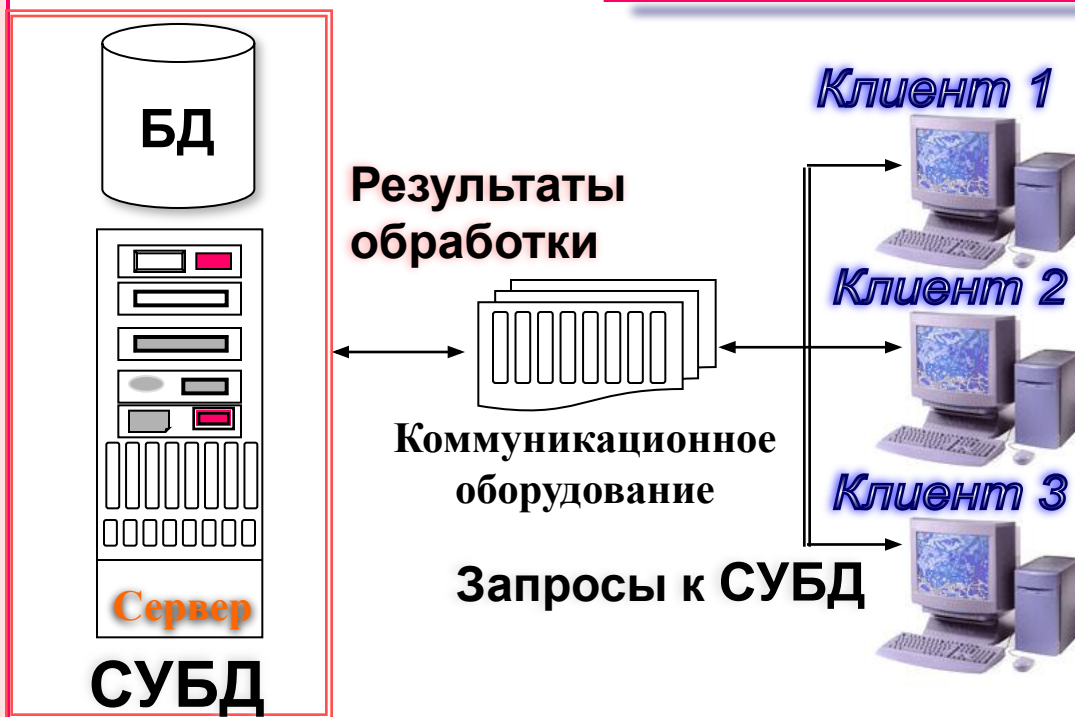 БД
Сервер
СУБД
Результаты
обработки
Коммуникационное
оборудование
Запросы к СУБД
Клиент 1
Клиент 2
Клиент 3